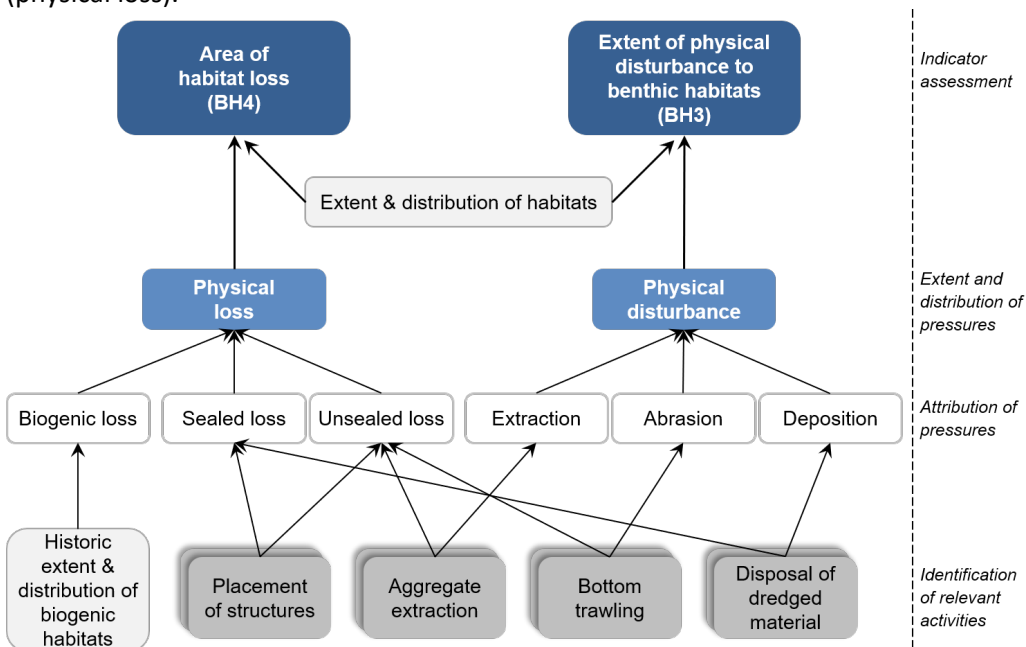 (physical loss).
Area of
habitat loss
(BH4)
Extent of physical
disturbance to
benthic habitats
(BH3)
Indicator
assessment
Extent & distribution of habitats
Physical
loss
Physical
disturbance
Extent and
distribution of
pressures
Biogenic loss
Sealed loss
Unsealed loss
Extraction
Abrasion
Deposition
Attribution of
pressures
Historic
extent &
distribution of
biogenic
habitats
Placement
of structures
Aggregate
extraction
Bottom
trawling
Disposal of
dredged
material
Identification
of relevant
activities